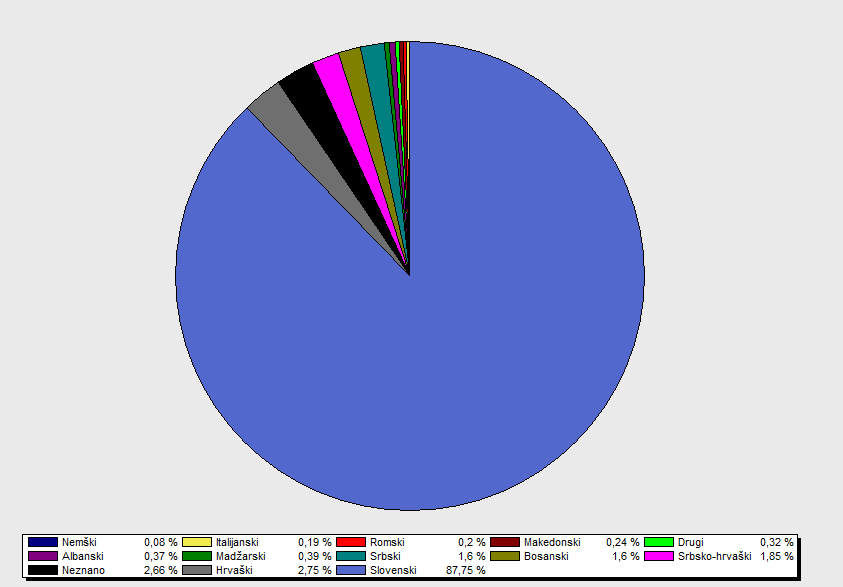 Nemški 0,08 % Italijanski 0,19 % Romski 0,2 % Makedonski 0,24 % Drugi 0,32 %
Albanski 0,37 % Madžarski 0,39 % Srbski 1,6 % Bosanski 1,6 % Srbsko-hrvaški 1,85 %
Neznano 2,66 % Hrvaški 2,75 % Slovenski 87,75 %